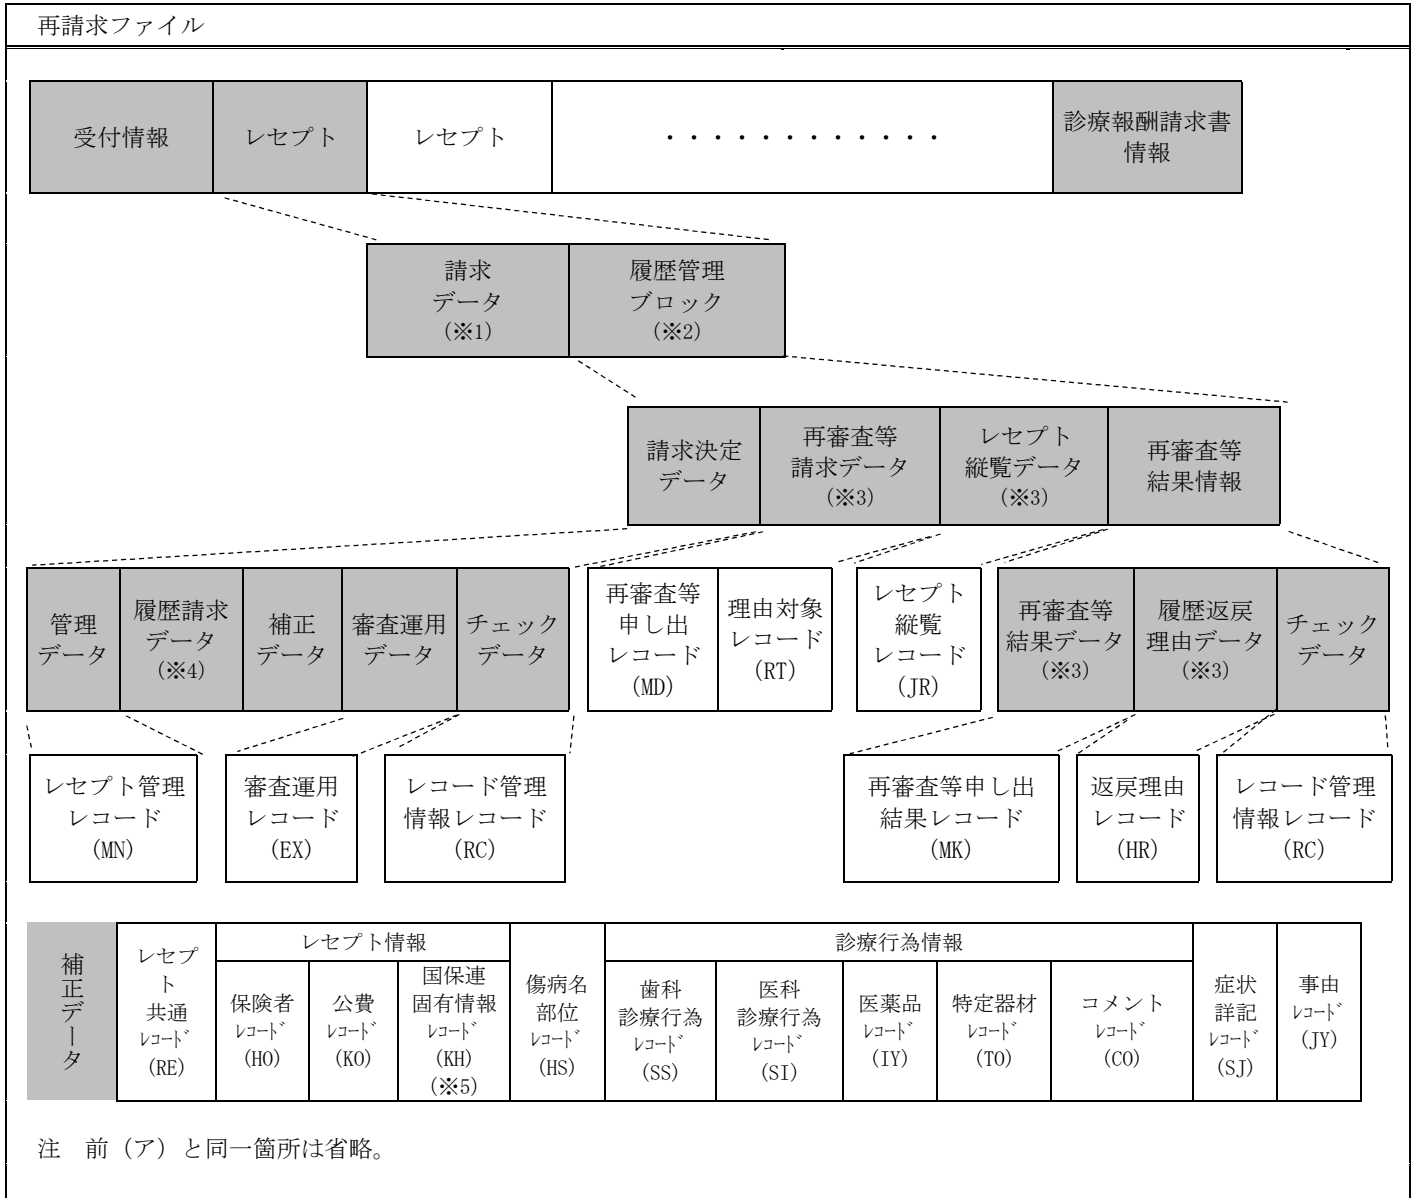 再請求ファイル
受付情報
レセプト
レセプト
・・・・・・・・・・・・
診療報酬請求書
情報
請求
データ
(※1)
履歴管理
ブロック
(※2)
請求決定
データ
再審査等
請求データ
(※3)
レセプト
縦覧データ
(※3)
再審査等
結果情報
管理
データ
履歴請求
データ
(※4)
補正
データ
審査運用
データ
チェック
データ
再審査等
申し出
レコード
(MD)
理由対象
レコード
(RT)
レセプト
縦覧
レコード
(JR)
再審査等
結果データ
(※3)
履歴返戻
理由データ
(※3)
チェック
データ
レセプト管理
レコード
(MN)
審査運用
レコード
(EX)
レコード管理
情報レコード
(RC)
再審査等申し出
結果レコード
(MK)
返戻理由
レコード
(HR)
レコード管理
情報レコード
(RC)
補正データ
レセプ
ト
共通
ﾚｺｰﾄﾞ
(RE)
レセプト情報
保険者
ﾚｺｰﾄﾞ
(HO)
公費
ﾚｺｰﾄﾞ
(KO)
国保連
固有情報
ﾚｺｰﾄﾞ
(KH)
(※5)
傷病名
部位
ﾚｺｰﾄﾞ
(HS)
診療行為情報
歯科
診療行為
ﾚｺｰﾄﾞ
(SS)
医科
診療行為
ﾚｺｰﾄﾞ
(SI)
医薬品
ﾚｺｰﾄﾞ
(IY)
特定器材
ﾚｺｰﾄﾞ
(TO)
コメント
ﾚｺｰﾄﾞ
(CO)
症状
詳記
ﾚｺｰﾄﾞ
(SJ)
事由
ﾚｺｰﾄﾞ
(JY)
注　前（ア）と同一箇所は省略。